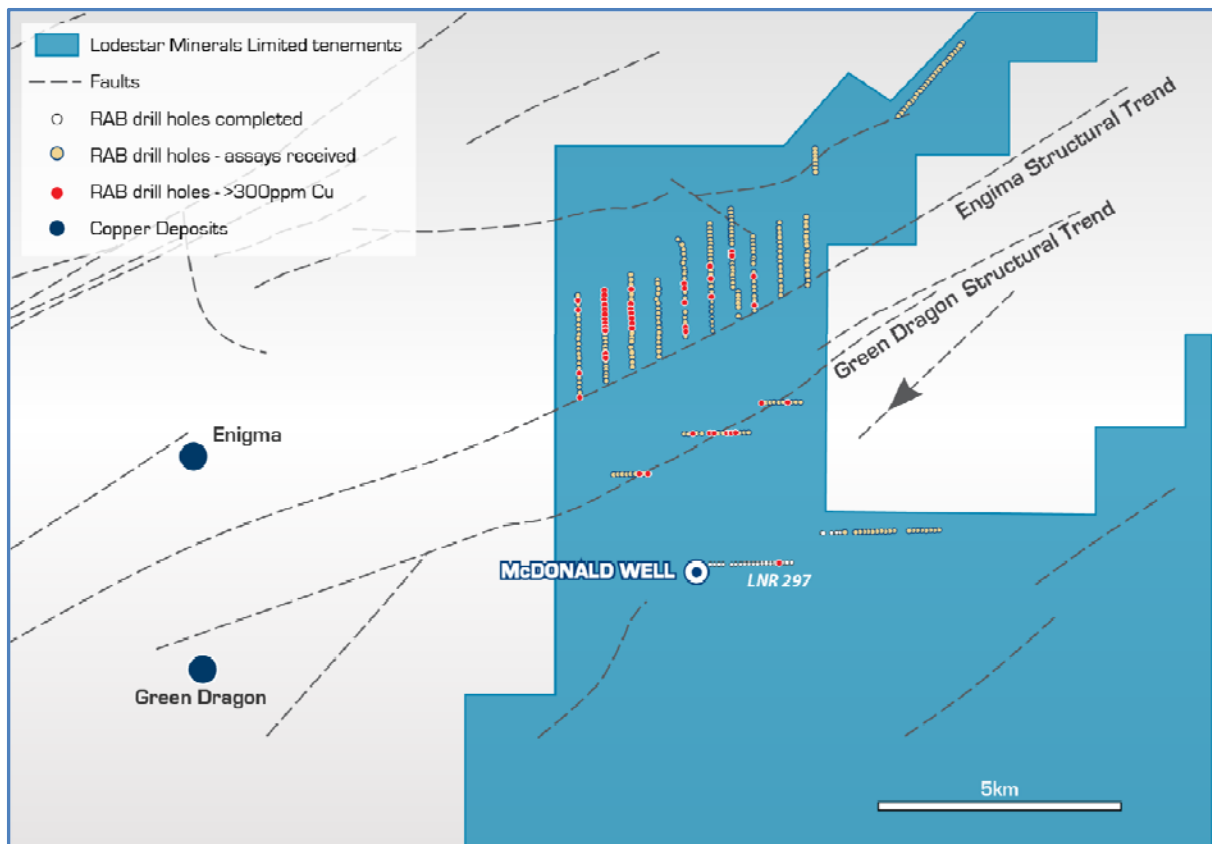 Lodestar Minerals Limited tenements
Faults
RAB drill holes completed
RAB drill holes - assays received
RAB drill holes - >300ppm Cu
Copper Deposits
Engima Structural Trend
Green Dragon Structural Trend
Enigma
McDONALD WELL
LNR 297
Green Dragon
5km